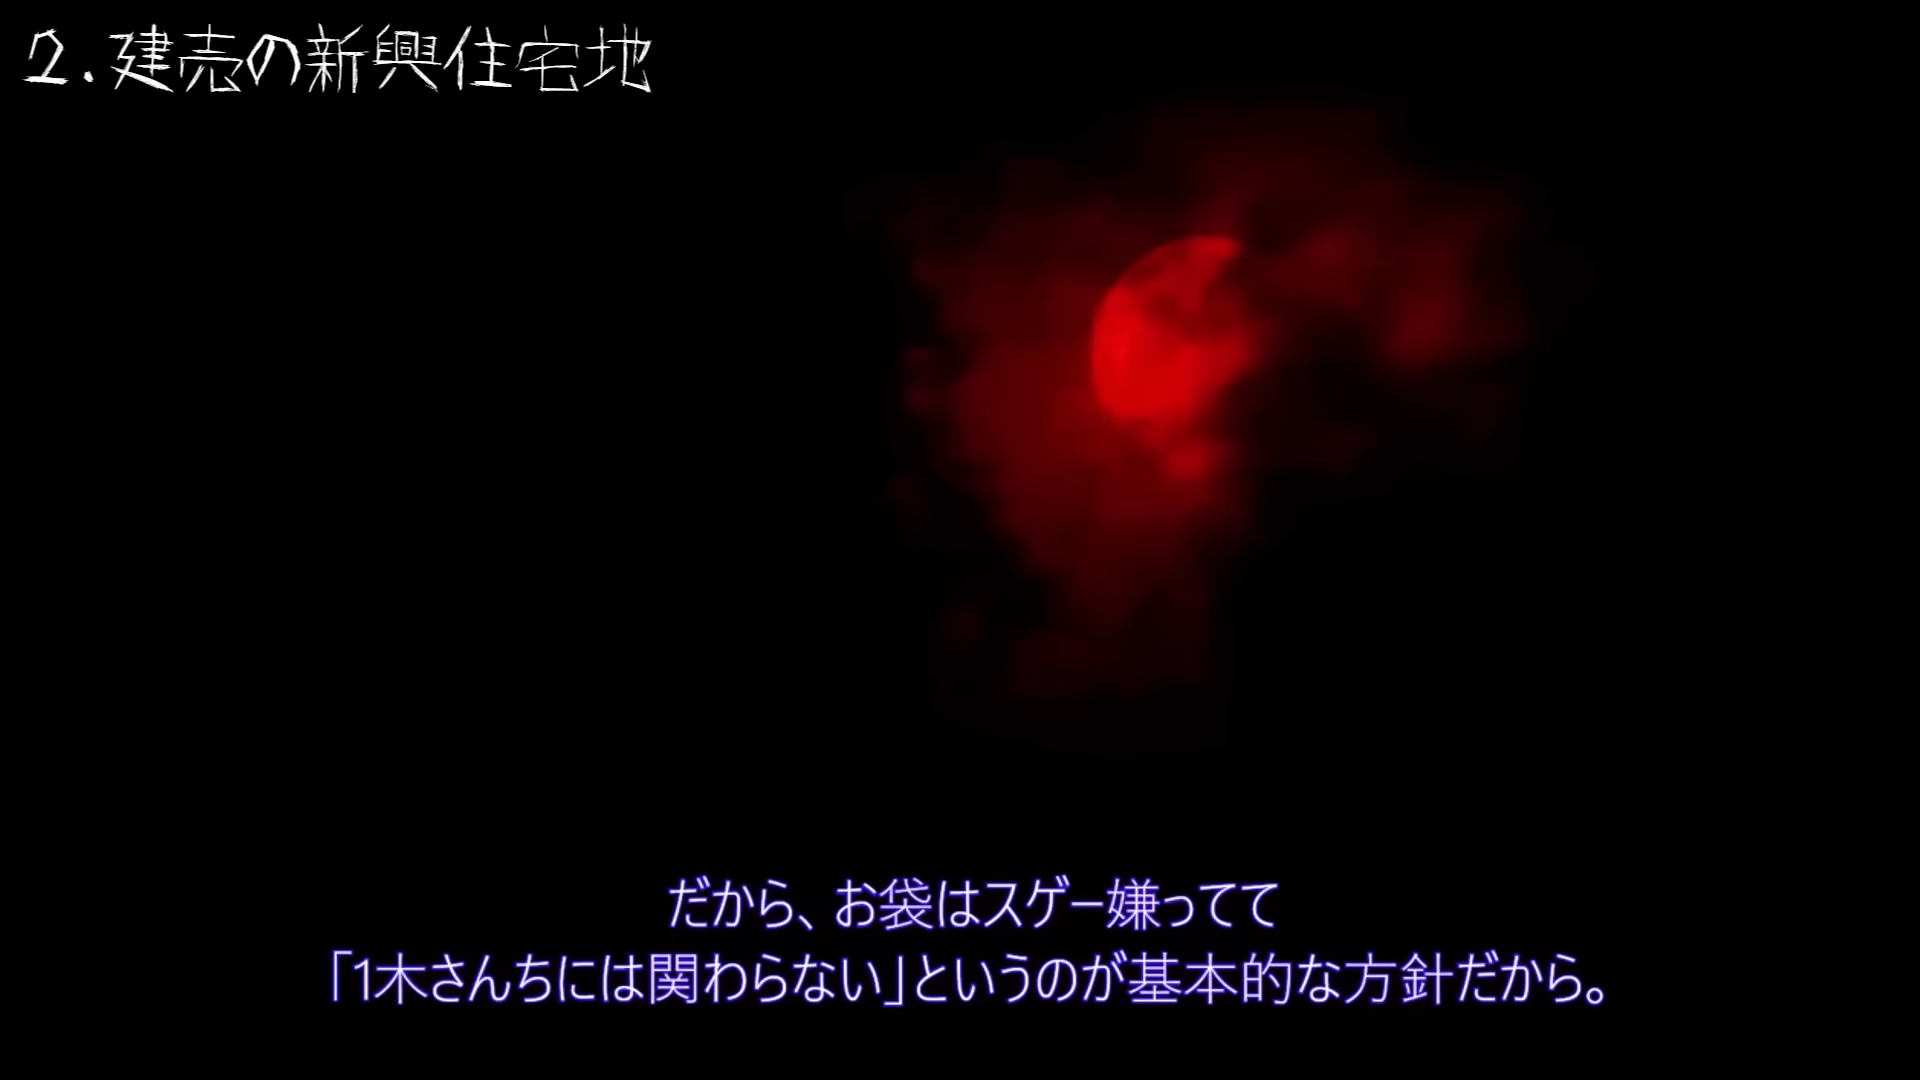 2.建売の新興住宅地
だから、お袋はスゲー嫌ってて
「1木さんちには関わらない」というのが基本的な方針だから。